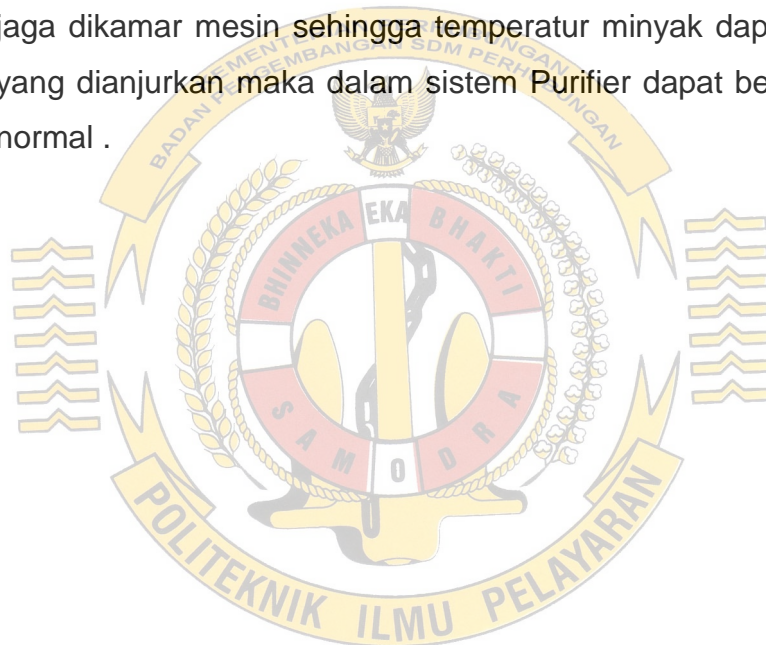 jaga dikamar mesin sehingga temperatur minyak dap
yang dianjurkan maka dalam sistem Purifier dapat be
normal .
BADAN PENGEMBANGAN SDM PERHUBUNGAN
BHINNEKA EKA BHAKTI
SAMODRA
POLITEKNIK ILMU PELAYARAN